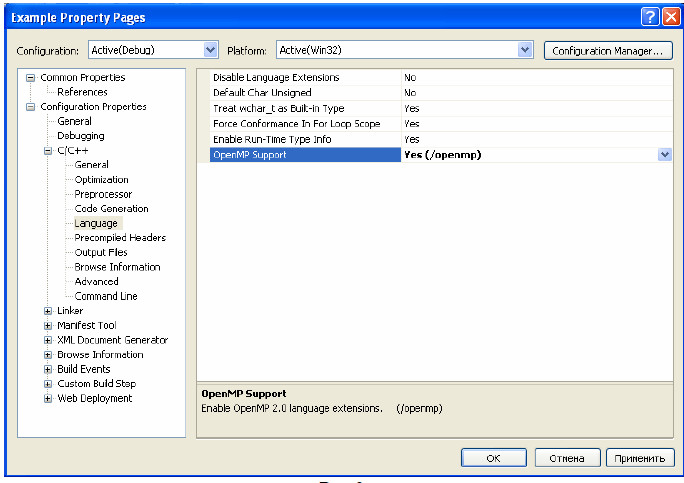 Example Property Pages
Configuration: Active(Debug) Platform: Active(Win32) Configuration Manager...
Common Properties
References
Configuration Properties
General
Debugging
C/C++
General
Optimization
Preprocessor
Code Generation
Language
Precompiled Headers
Output Files
Browse Information
Advanced
Command Line
Linker
Manifest Tool
XML Document Generator
Browse Information
Build Events
Custom Build Step
Web Deployment
Disable Language Extensions No
Default Char Unsigned No
Treat wchar_t as Built-in Type Yes
Force Conformance In For Loop Scope Yes
Enable Run-Time Type Info Yes
OpenMP Support Yes (/openmp)
OpenMP Support
Enable OpenMP 2.0 language extensions. (/openmp)
OK Отмена Применить